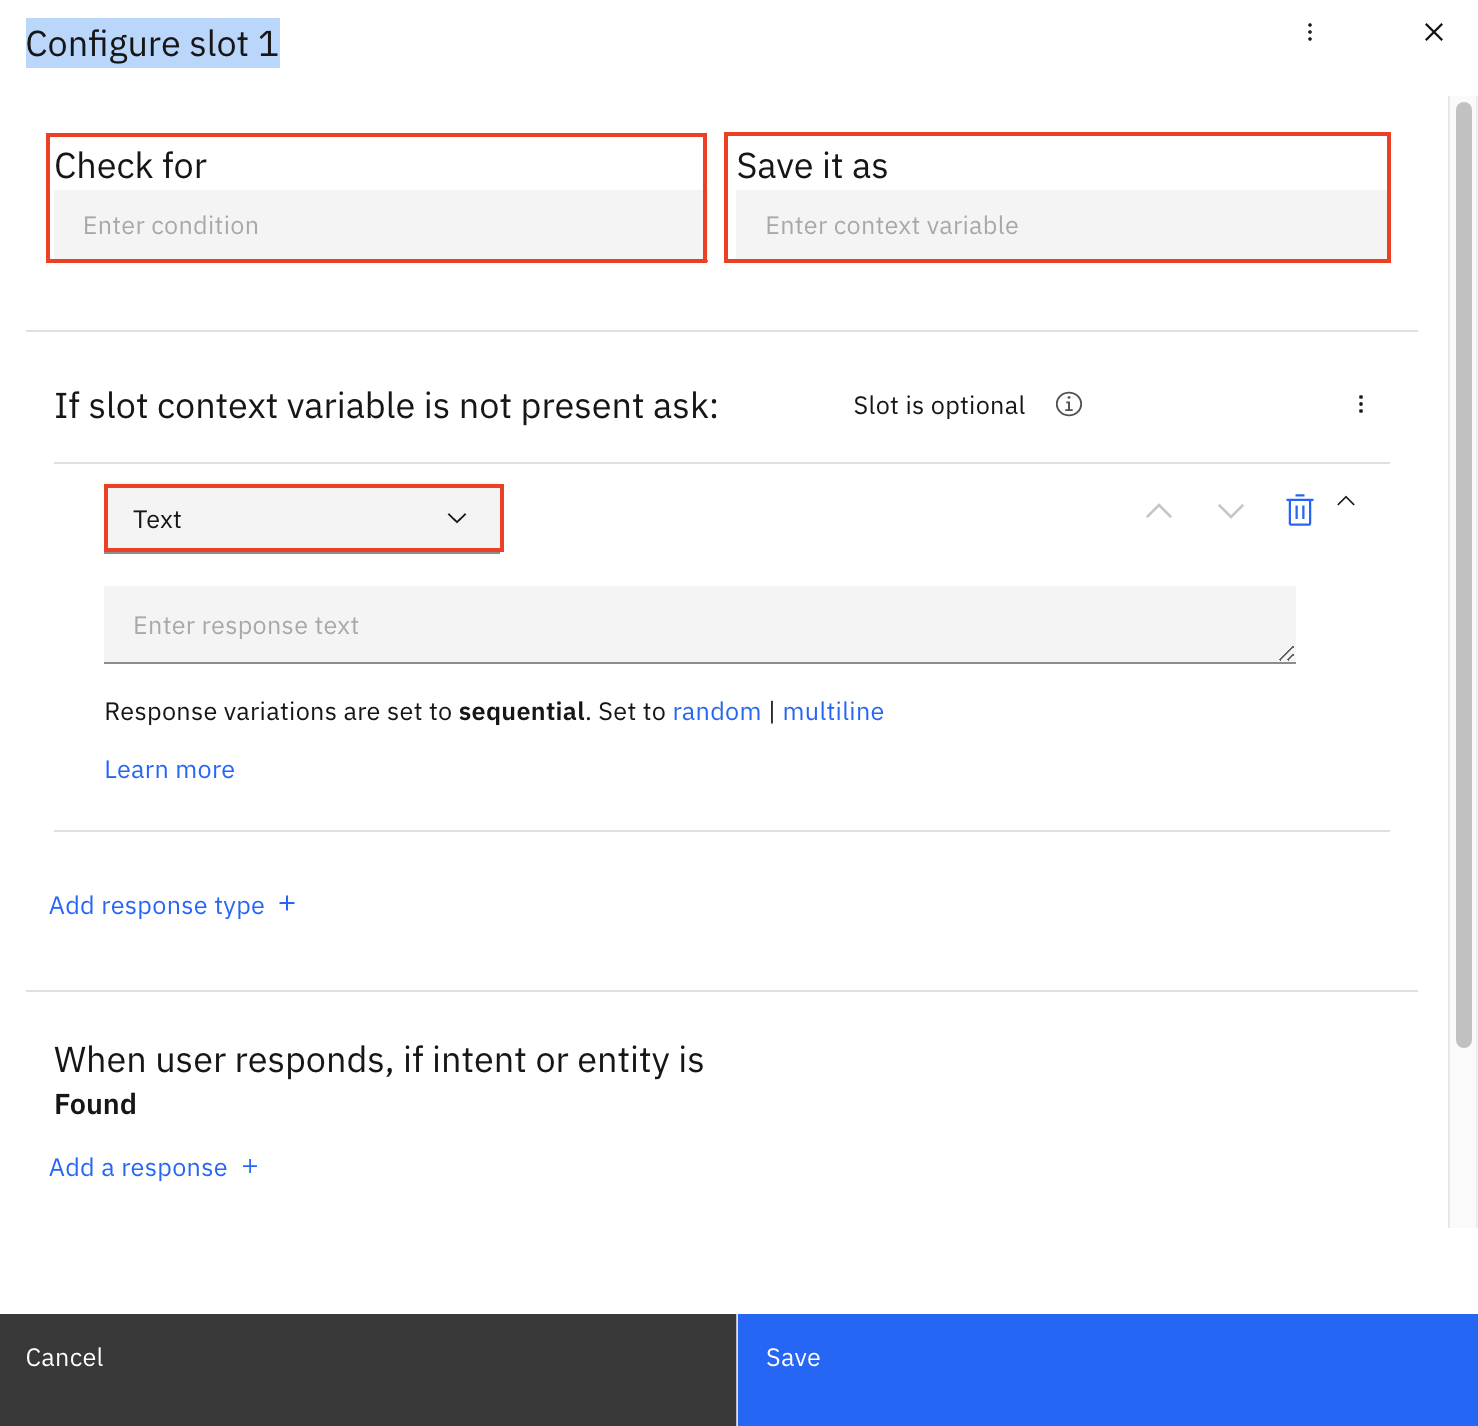 Configure slot 1
Check for
Save it as
Enter condition
Enter context variable
If slot context variable is not present ask:
Slot is optional
Text
Enter response text
Response variations are set to sequential. Set to random | multiline
Learn more
Add response type +
When user responds, if intent or entity is
Found
Add a response +
Cancel
Save